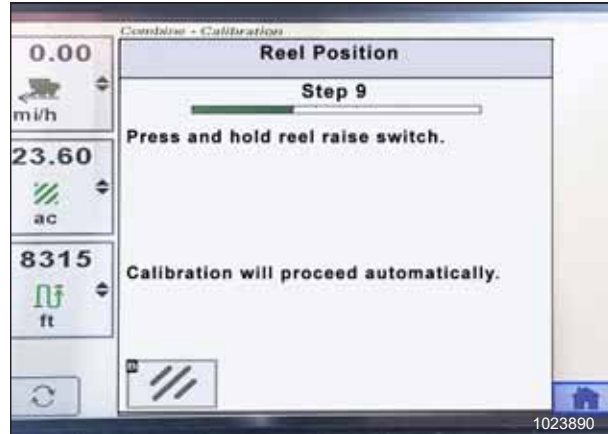 Combine - Calibration
Reel Position
Step 9
Press and hold reel raise switch.
Calibration will proceed automatically.
0.00
mi/h
23.60
ac
8315
ft
1023890